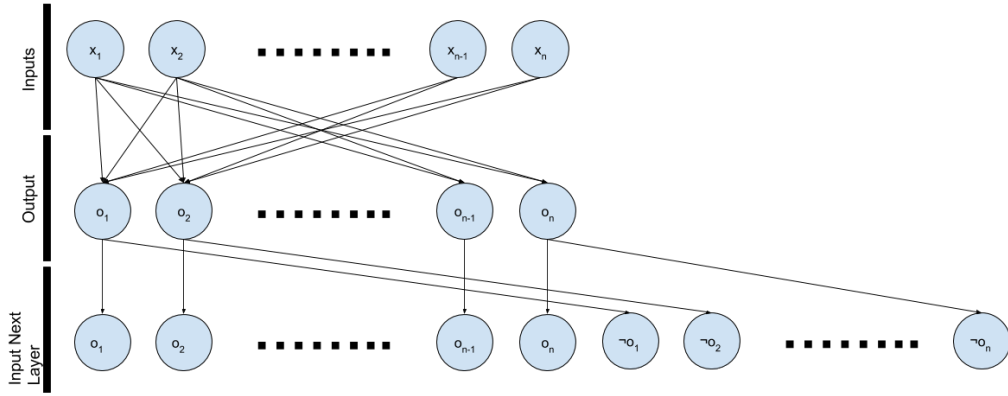 Inputs
x₁ x₂ xₙ₋₁ xₙ
Output
o₁ o₂ oₙ₋₁ oₙ
Input Next
Layer
o₁ o₂ oₙ₋₁ oₙ ¬o₁ ¬o₂ ¬oₙ